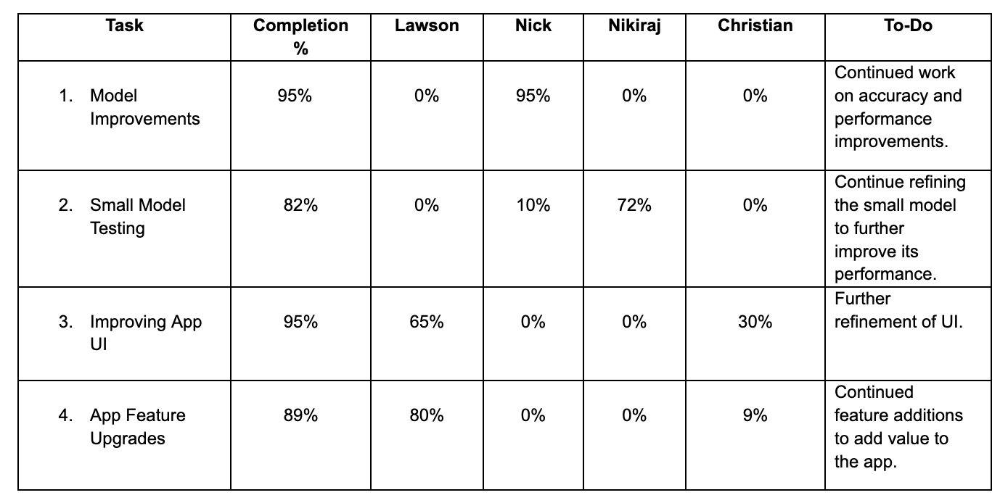 Task
Completion
%
Lawson
Nick
Nikiraj
Christian
To-Do
1. Model
Improvements
95%
0%
95%
0%
0%
Continued work
on accuracy and
performance
improvements.
2. Small Model
Testing
82%
0%
10%
72%
0%
Continue refining
the small model
to further
improve its
performance.
3. Improving App
UI
95%
65%
0%
0%
30%
Further
refinement of UI.
4. App Feature
Upgrades
89%
80%
0%
0%
9%
Continued
feature additions
to add value to
the app.